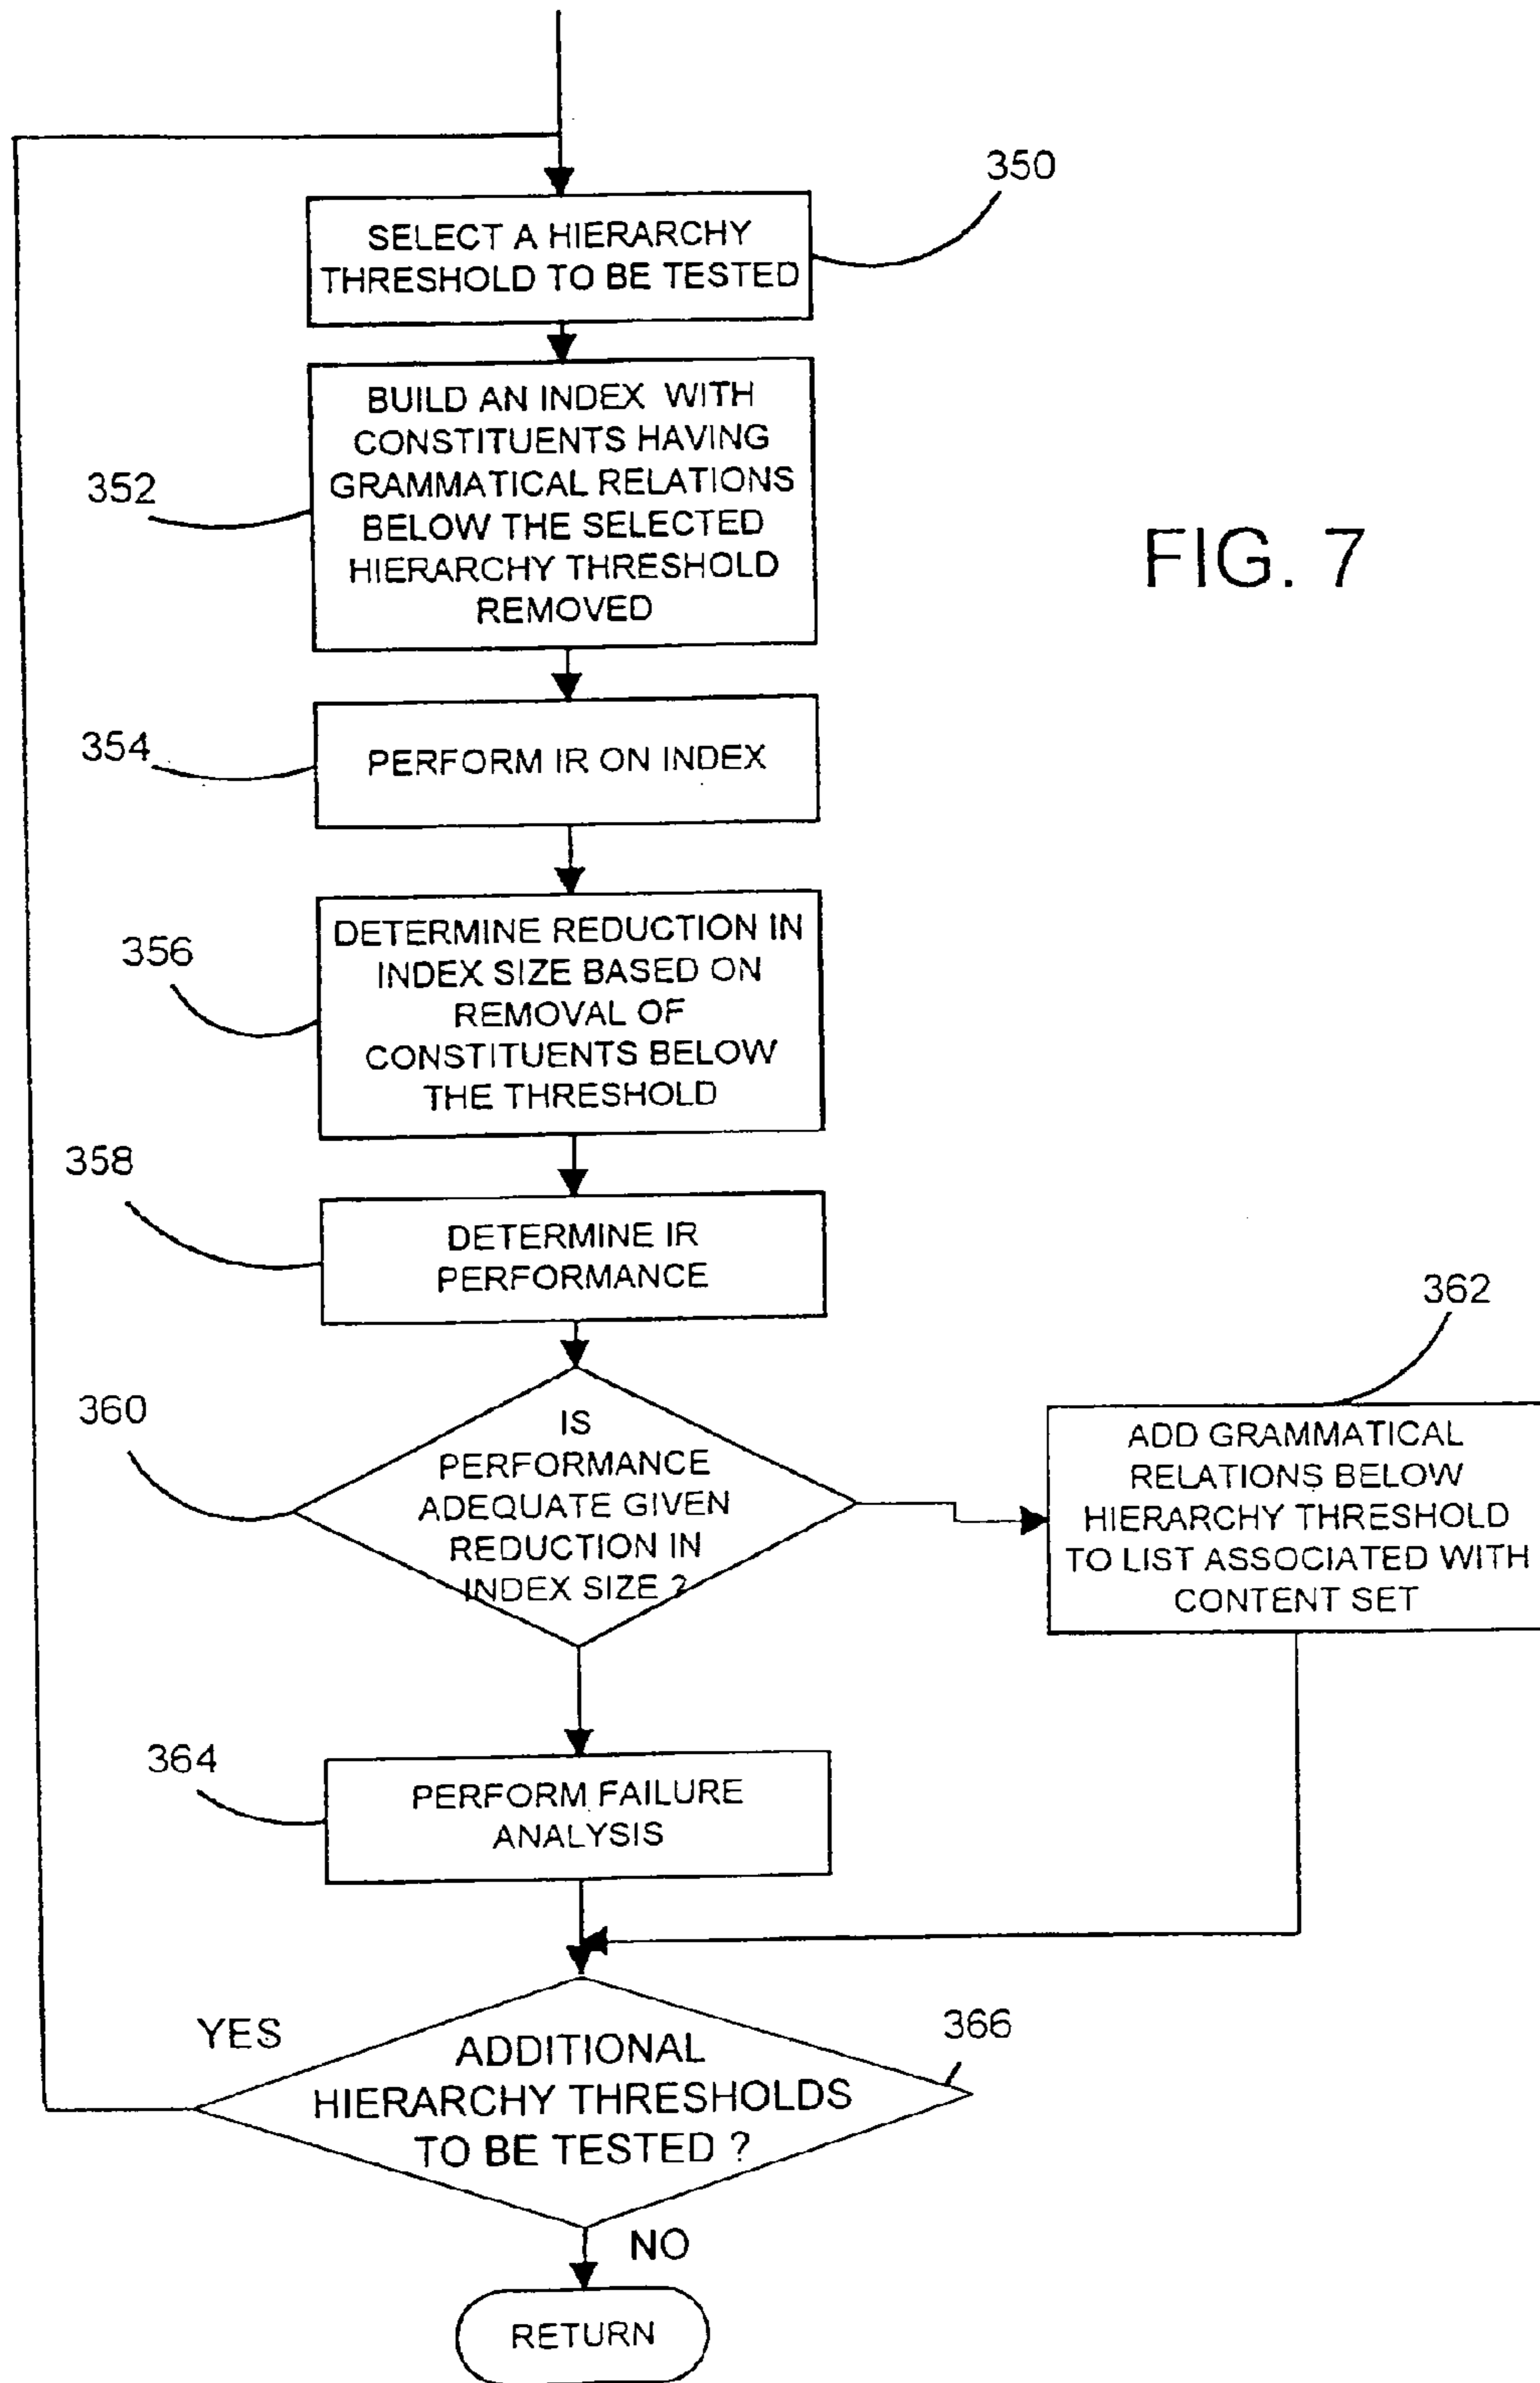 350
SELECT A HIERARCHY
THRESHOLD TO BE TESTED
352
BUILD AN INDEX WITH
CONSTITUENTS HAVING
GRAMMATICAL RELATIONS
BELOW THE SELECTED
HIERARCHY THRESHOLD
REMOVED
FIG. 7
354
PERFORM IR ON INDEX
356
DETERMINE REDUCTION IN
INDEX SIZE BASED ON
REMOVAL OF
CONSTITUENTS BELOW
THE THRESHOLD
358
DETERMINE IR
PERFORMANCE
360
IS
PERFORMANCE
ADEQUATE GIVEN
REDUCTION IN
INDEX SIZE ?
362
ADD GRAMMATICAL
RELATIONS BELOW
HIERARCHY THRESHOLD
TO LIST ASSOCIATED WITH
CONTENT SET
364
PERFORM FAILURE
ANALYSIS
YES
366
ADDITIONAL
HIERARCHY THRESHOLDS
TO BE TESTED ?
NO
RETURN